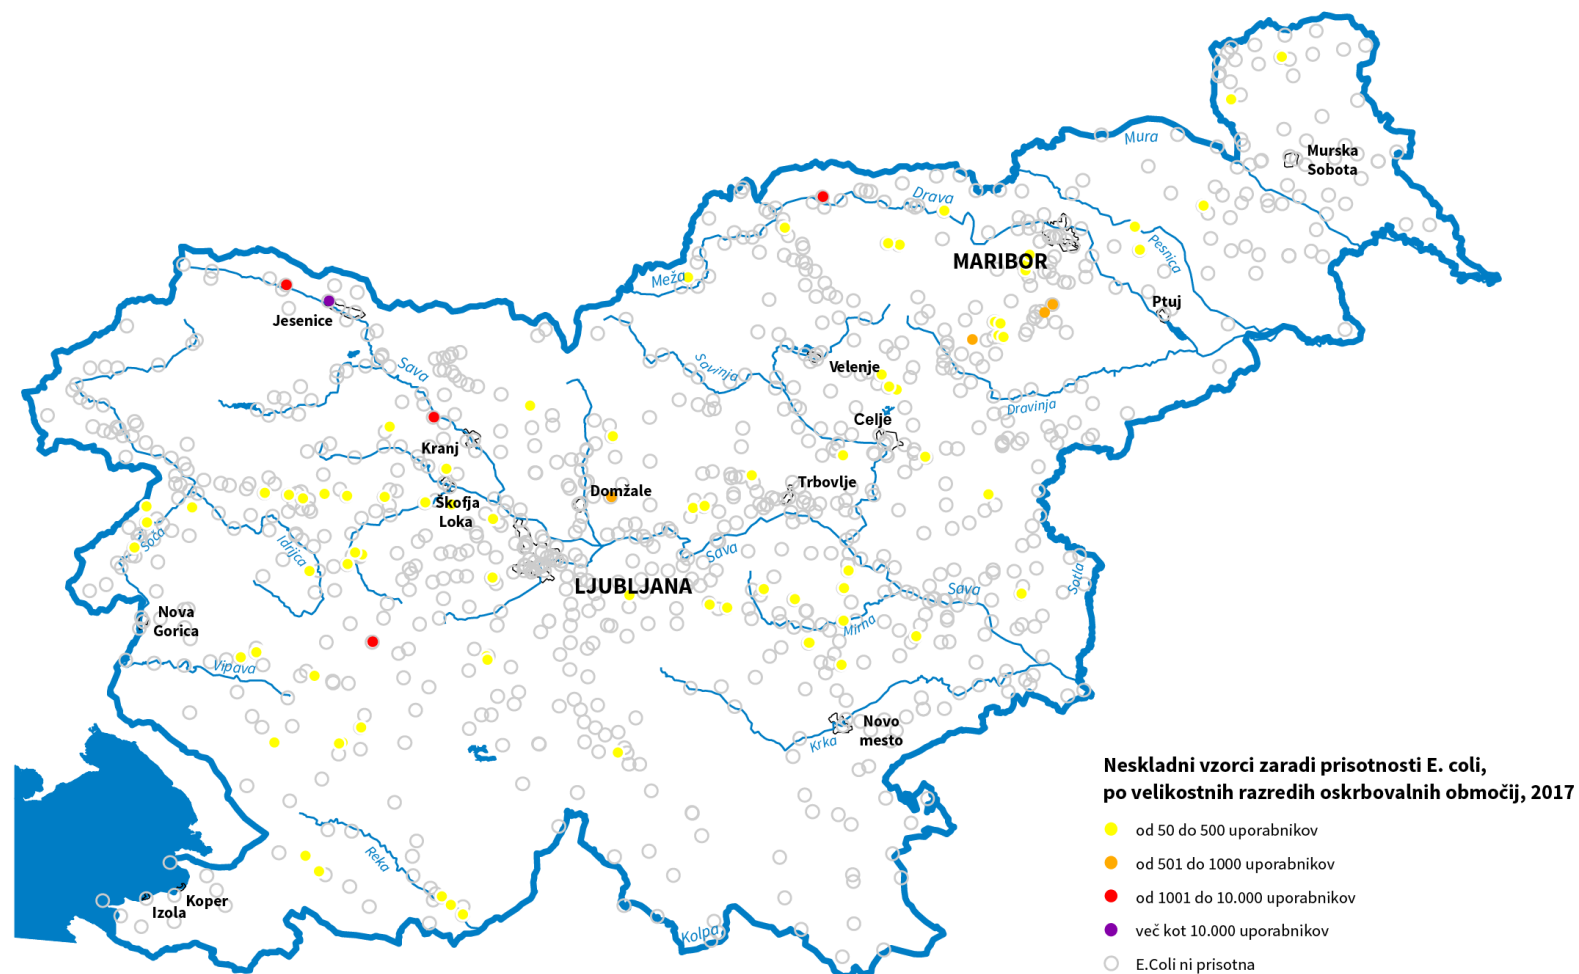 Mura
Murska
Sobota
Drava
Pesnica
MARIBOR
Meža
Ptuj
Jesenice
Sava
Savinja
Velenje
Dravinja
Celje
Kranj
Trbovlje
Domžale
Škofja
Loka
Soča
Idrijca
Sava
Sotla
LJUBLJANA
Sava
Nova
Gorica
Mirna
Vipava
Novo
mesto
Krka
Reka
Koper
Izola
Kolpa
Neskladni vzorci zaradi prisotnosti E. coli,
po velikostnih razredih oskrbovalnih območij, 2017
od 50 do 500 uporabnikov
od 501 do 1000 uporabnikov
od 1001 do 10.000 uporabnikov
več kot 10.000 uporabnikov
E.Coli ni prisotna